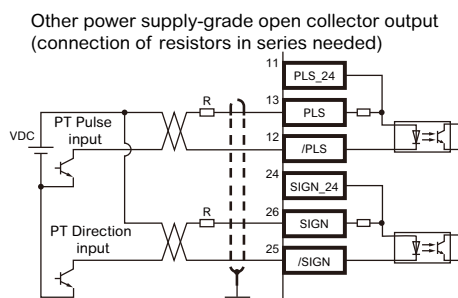 Other power supply-grade open collector output
(connection of resistors in series needed)
11
PLS_24
R
13
PLS
VDC
PT Pulse
input
12
/PLS
24
SIGN_24
R
26
SIGN
PT Direction
input
25
/SIGN